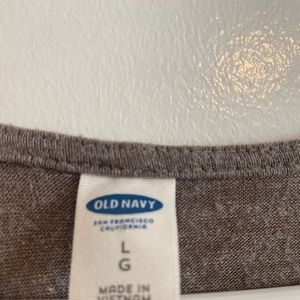 OLD NAVY
SAN FRANCISCO
CALIFORNIA
L
G
MADE IN
VIETNAM